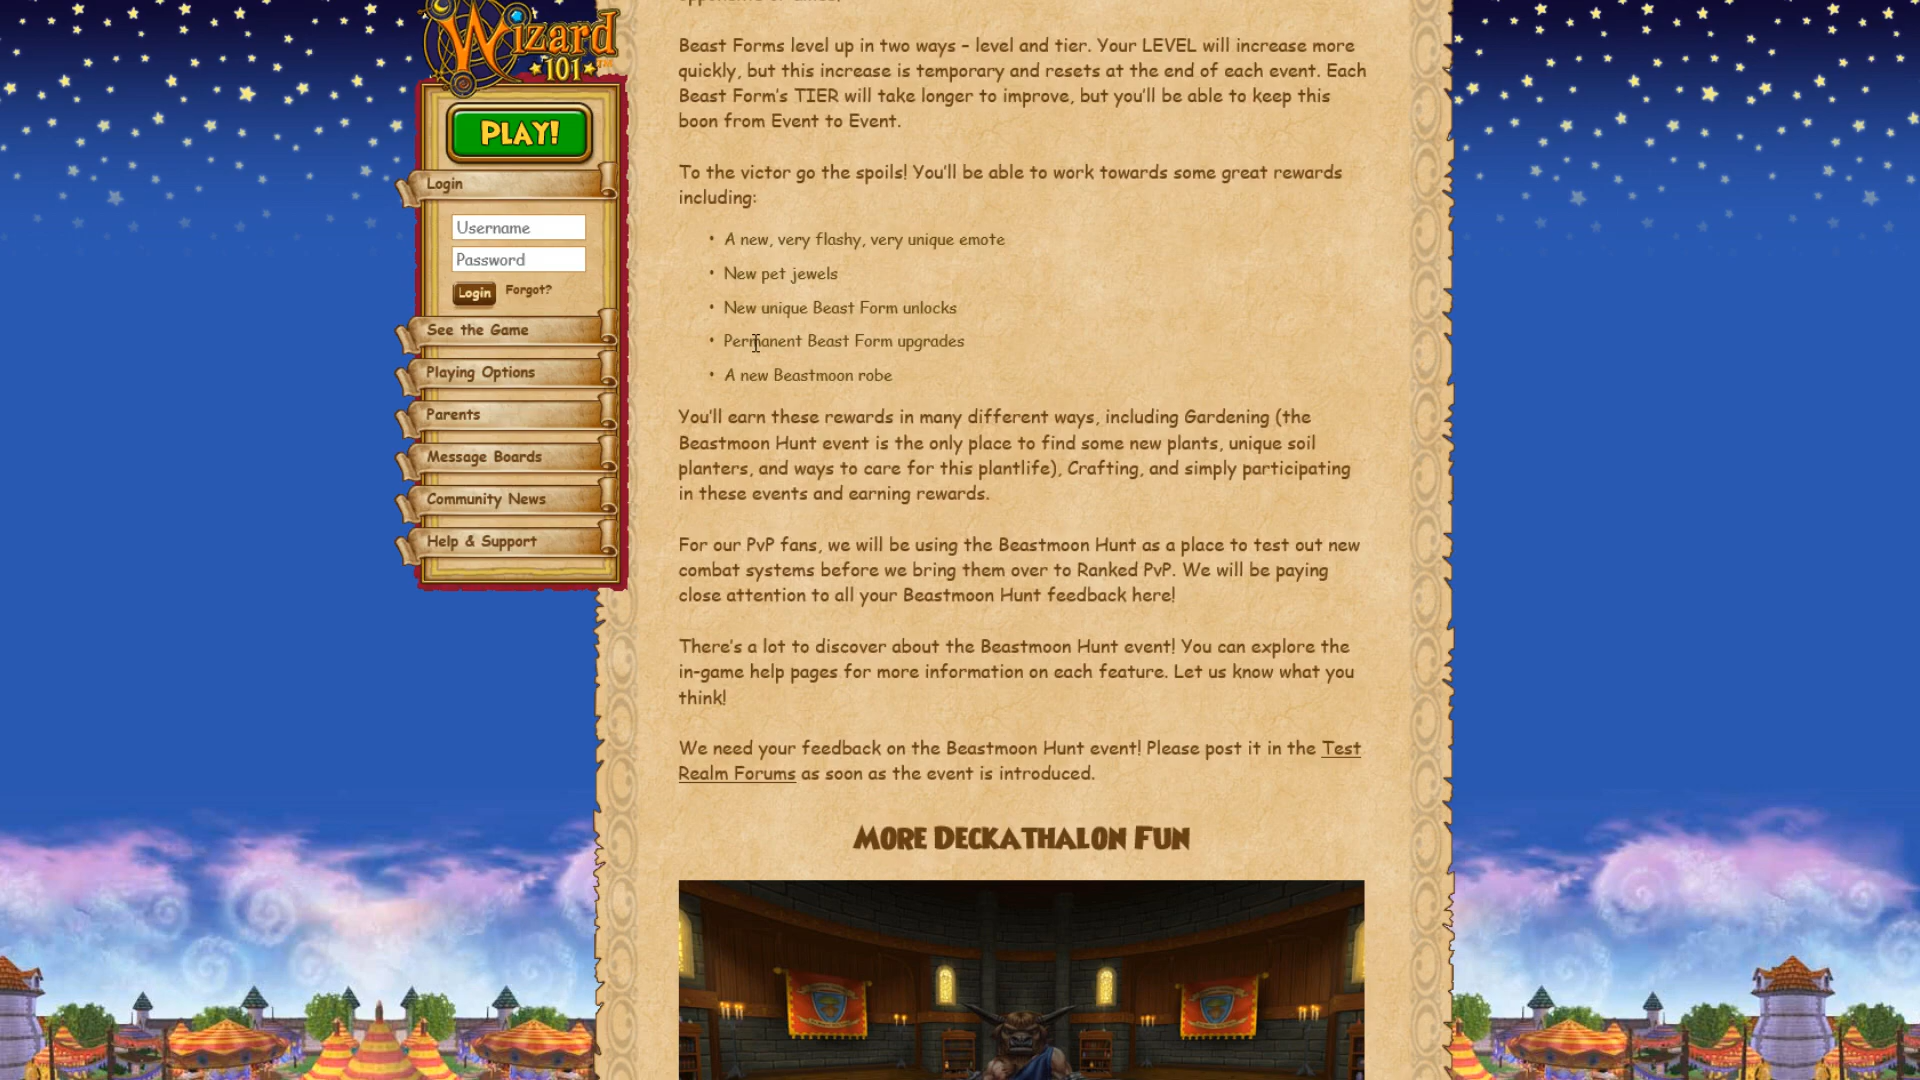 Wizard
101
PLAY!
Login
Username
Password
Login Forgot?
See the Game
Playing Options
Parents
Message Boards
Community News
Help & Support
Beast Forms level up in two ways – level and tier. Your LEVEL will increase more
quickly, but this increase is temporary and resets at the end of each event. Each
Beast Form's TIER will take longer to improve, but you'll be able to keep this
boon from Event to Event.
To the victor go the spoils! You'll be able to work towards some great rewards
including:
• A new, very flashy, very unique emote
• New pet jewels
• New unique Beast Form unlocks
• Permanent Beast Form upgrades
• A new Beastmoon robe
You'll earn these rewards in many different ways, including Gardening (the
Beastmoon Hunt event is the only place to find some new plants, unique soil
planters, and ways to care for this plantlife), Crafting, and simply participating
in these events and earning rewards.
For our PvP fans, we will be using the Beastmoon Hunt as a place to test out new
combat systems before we bring them over to Ranked PvP. We will be paying
close attention to all your Beastmoon Hunt feedback here!
There's a lot to discover about the Beastmoon Hunt event! You can explore the
in-game help pages for more information on each feature. Let us know what you
think!
We need your feedback on the Beastmoon Hunt event! Please post it in the Test
Realm Forums as soon as the event is introduced.
More Deckathalon Fun